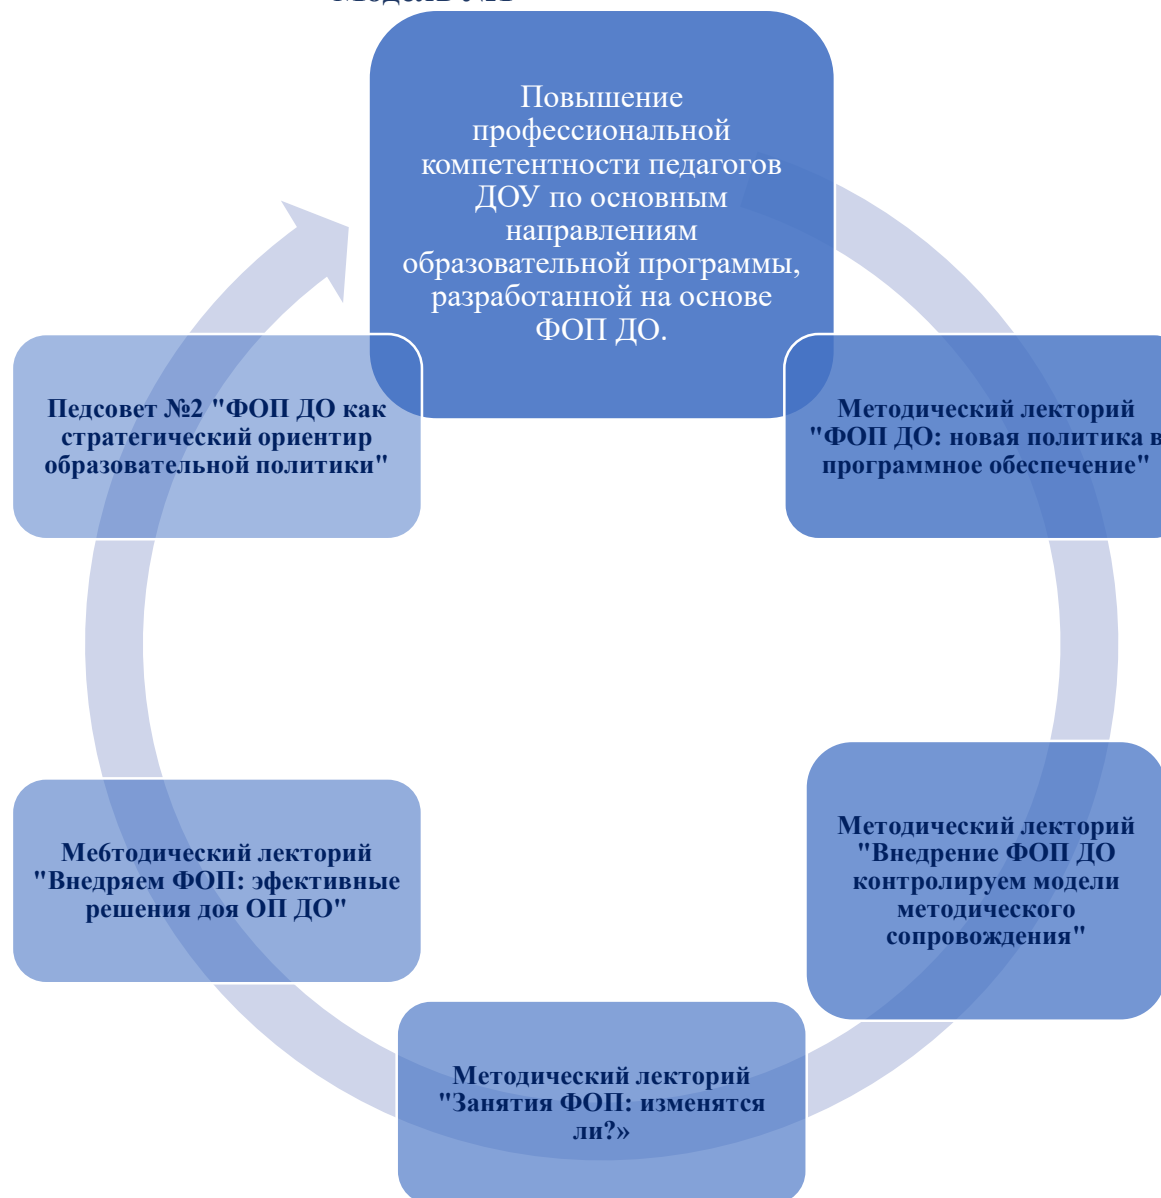 Повышение
профессиональной
компетентности педагогов
ДОУ по основным
направлениям
образовательной программы,
разработанной на основе
ФОП ДО.
Методический лекторий
"ФОП ДО: новая политика в
программное обеспечение"
Методический лекторий
"Внедрение ФОП ДО
контролируем модели
методического
сопровождения"
Методический лекторий
"Занятия ФОП: изменятся
ли?»
Ме6тодический лекторий
"Внедряем ФОП: эфективные
решения доя ОП ДО"
Педсовет №2 "ФОП ДО как
стратегический ориентир
образовательной политики"